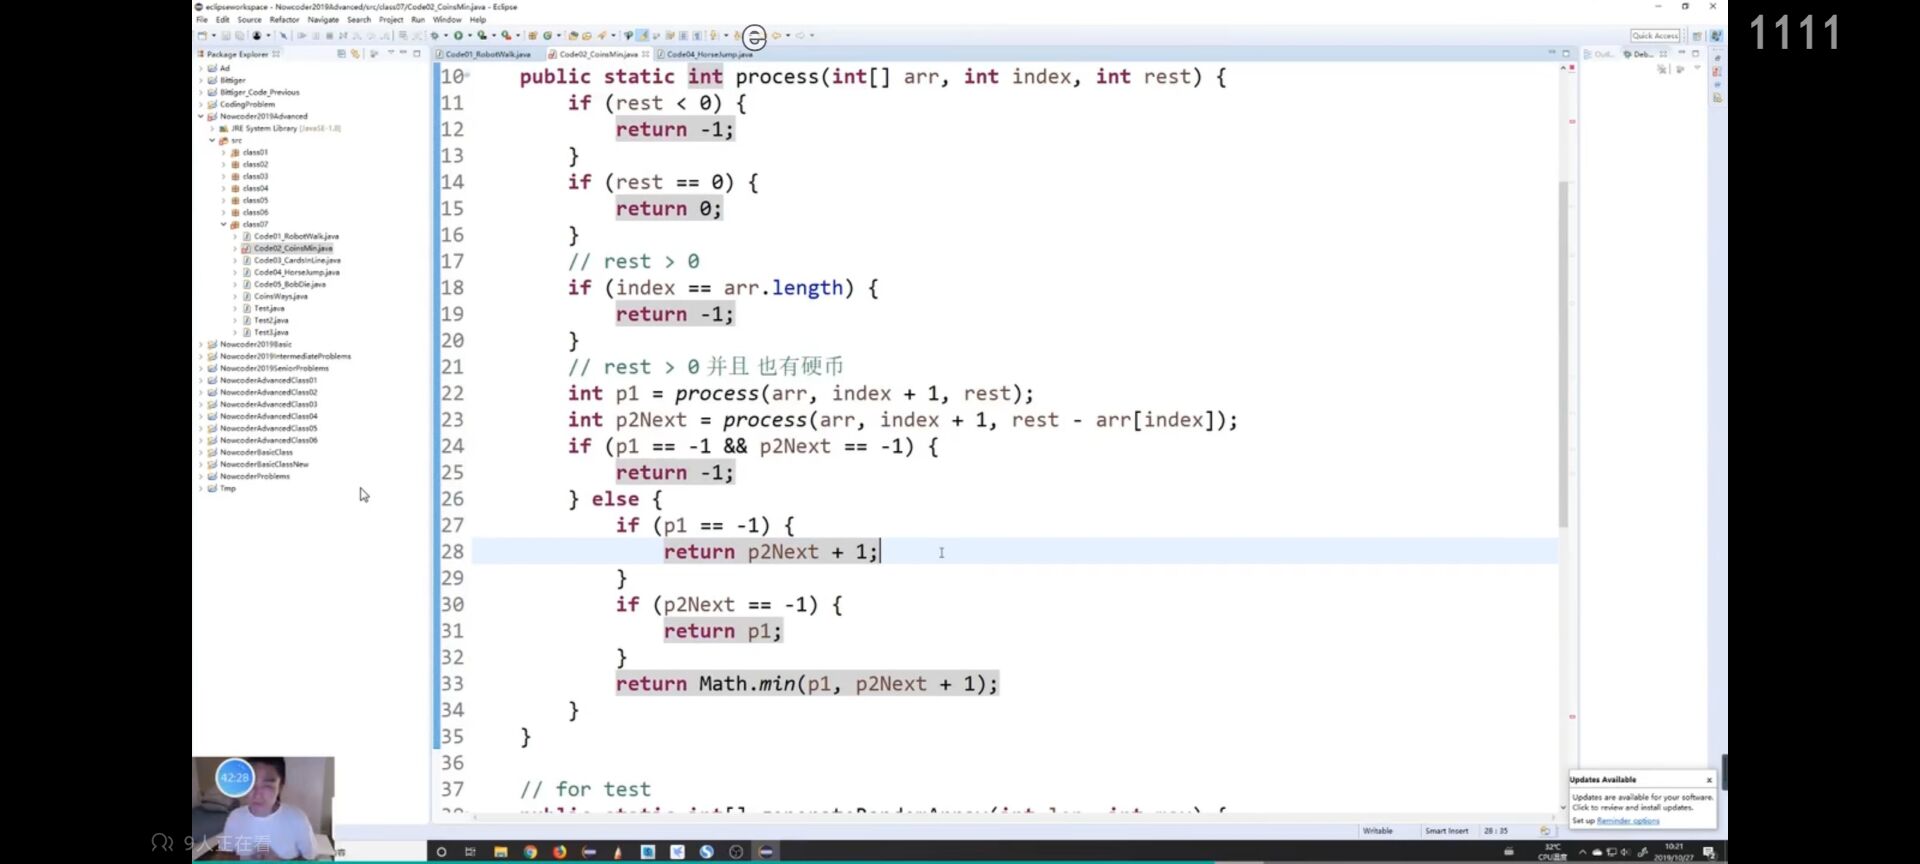 eclipseworkspace - Nowcoder2019Advanced/src/class07/Code02_CoinsMin.java - Eclipse
1111
File Edit Source Refactor Navigate Search Project Run Window Help
Quick Access
Package Explorer
Code01_RobotWalk.java Code02_CoinsMin.java Code04_HorseJump.java
Ad
Bittiger
Bittiger_Code_Previous
CodingProblem
Nowcoder2019Advanced
JRE System Library [JavaSE-1.8]
src
class01
class02
class03
class04
class05
class06
class07
Code01_RobotWalk.java
Code02_CoinsMin.java
Code03_CardsInLine.java
Code04_HorseJump.java
Code05_BobDie.java
CoinsWays.java
Test.java
Test2.java
Test3.java
Nowcoder2019Basic
Nowcoder2019IntermediateProblems
Nowcoder2019SeniorProblems
NowcoderAdvancedClass01
NowcoderAdvancedClass02
NowcoderAdvancedClass03
NowcoderAdvancedClass04
NowcoderAdvancedClass05
NowcoderAdvancedClass06
NowcoderBasicClass
NowcoderBasicClassNew
NowcoderProblems
Tmp
10 public static int process(int[] arr, int index, int rest) {
11 if (rest < 0) {
12 return -1;
13 }
14 if (rest == 0) {
15 return 0;
16 }
17 // rest > 0
18 if (index == arr.length) {
19 return -1;
20 }
21 // rest > 0 并且 也有硬币
22 int p1 = process(arr, index + 1, rest);
23 int p2Next = process(arr, index + 1, rest - arr[index]);
24 if (p1 == -1 && p2Next == -1) {
25 return -1;
26 } else {
27 if (p1 == -1) {
28 return p2Next + 1;
29 }
30 if (p2Next == -1) {
31 return p1;
32 }
33 return Math.min(p1, p2Next + 1);
34 }
35 }
36
37 // for test
Updates Available
Updates are available for your software.
Click to review and install updates.
Set up Reminder options
42:28
9人正在看
Writable Smart Insert 28 : 35
32℃
CPU温度
10:21
2019/10/27